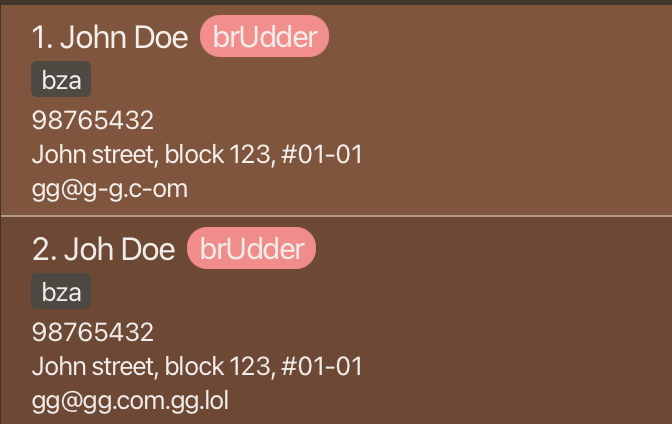 1. John Doe brUdder
bza
98765432
John street, block 123, #01-01
gg@g-g.c-om
2. Joh Doe brUdder
bza
98765432
John street, block 123, #01-01
gg@gg.com.gg.lol